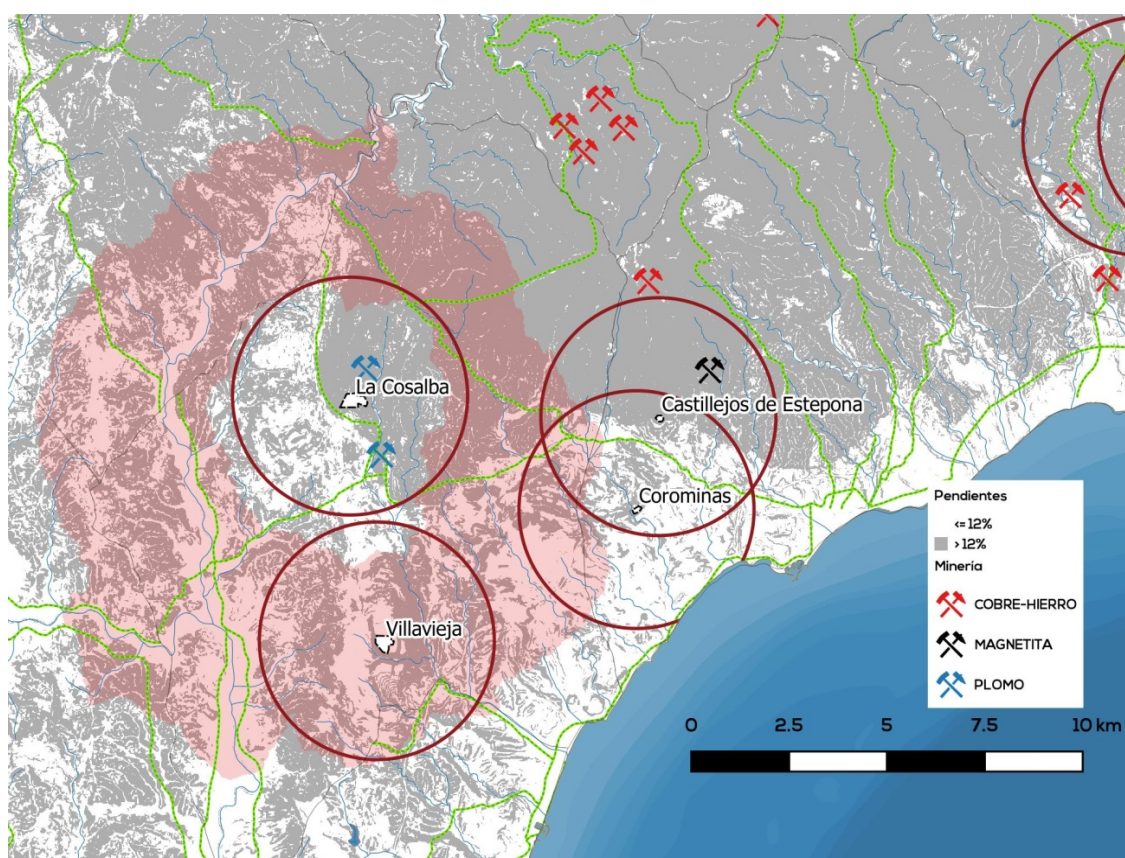 La Cosalba
Castillejos de Estepona
Corominas
Villavieja
Pendientes
<= 12%
> 12%
Minería
COBRE-HIERRO
MAGNETITA
PLOMO
0 2.5 5 7.5 10 km